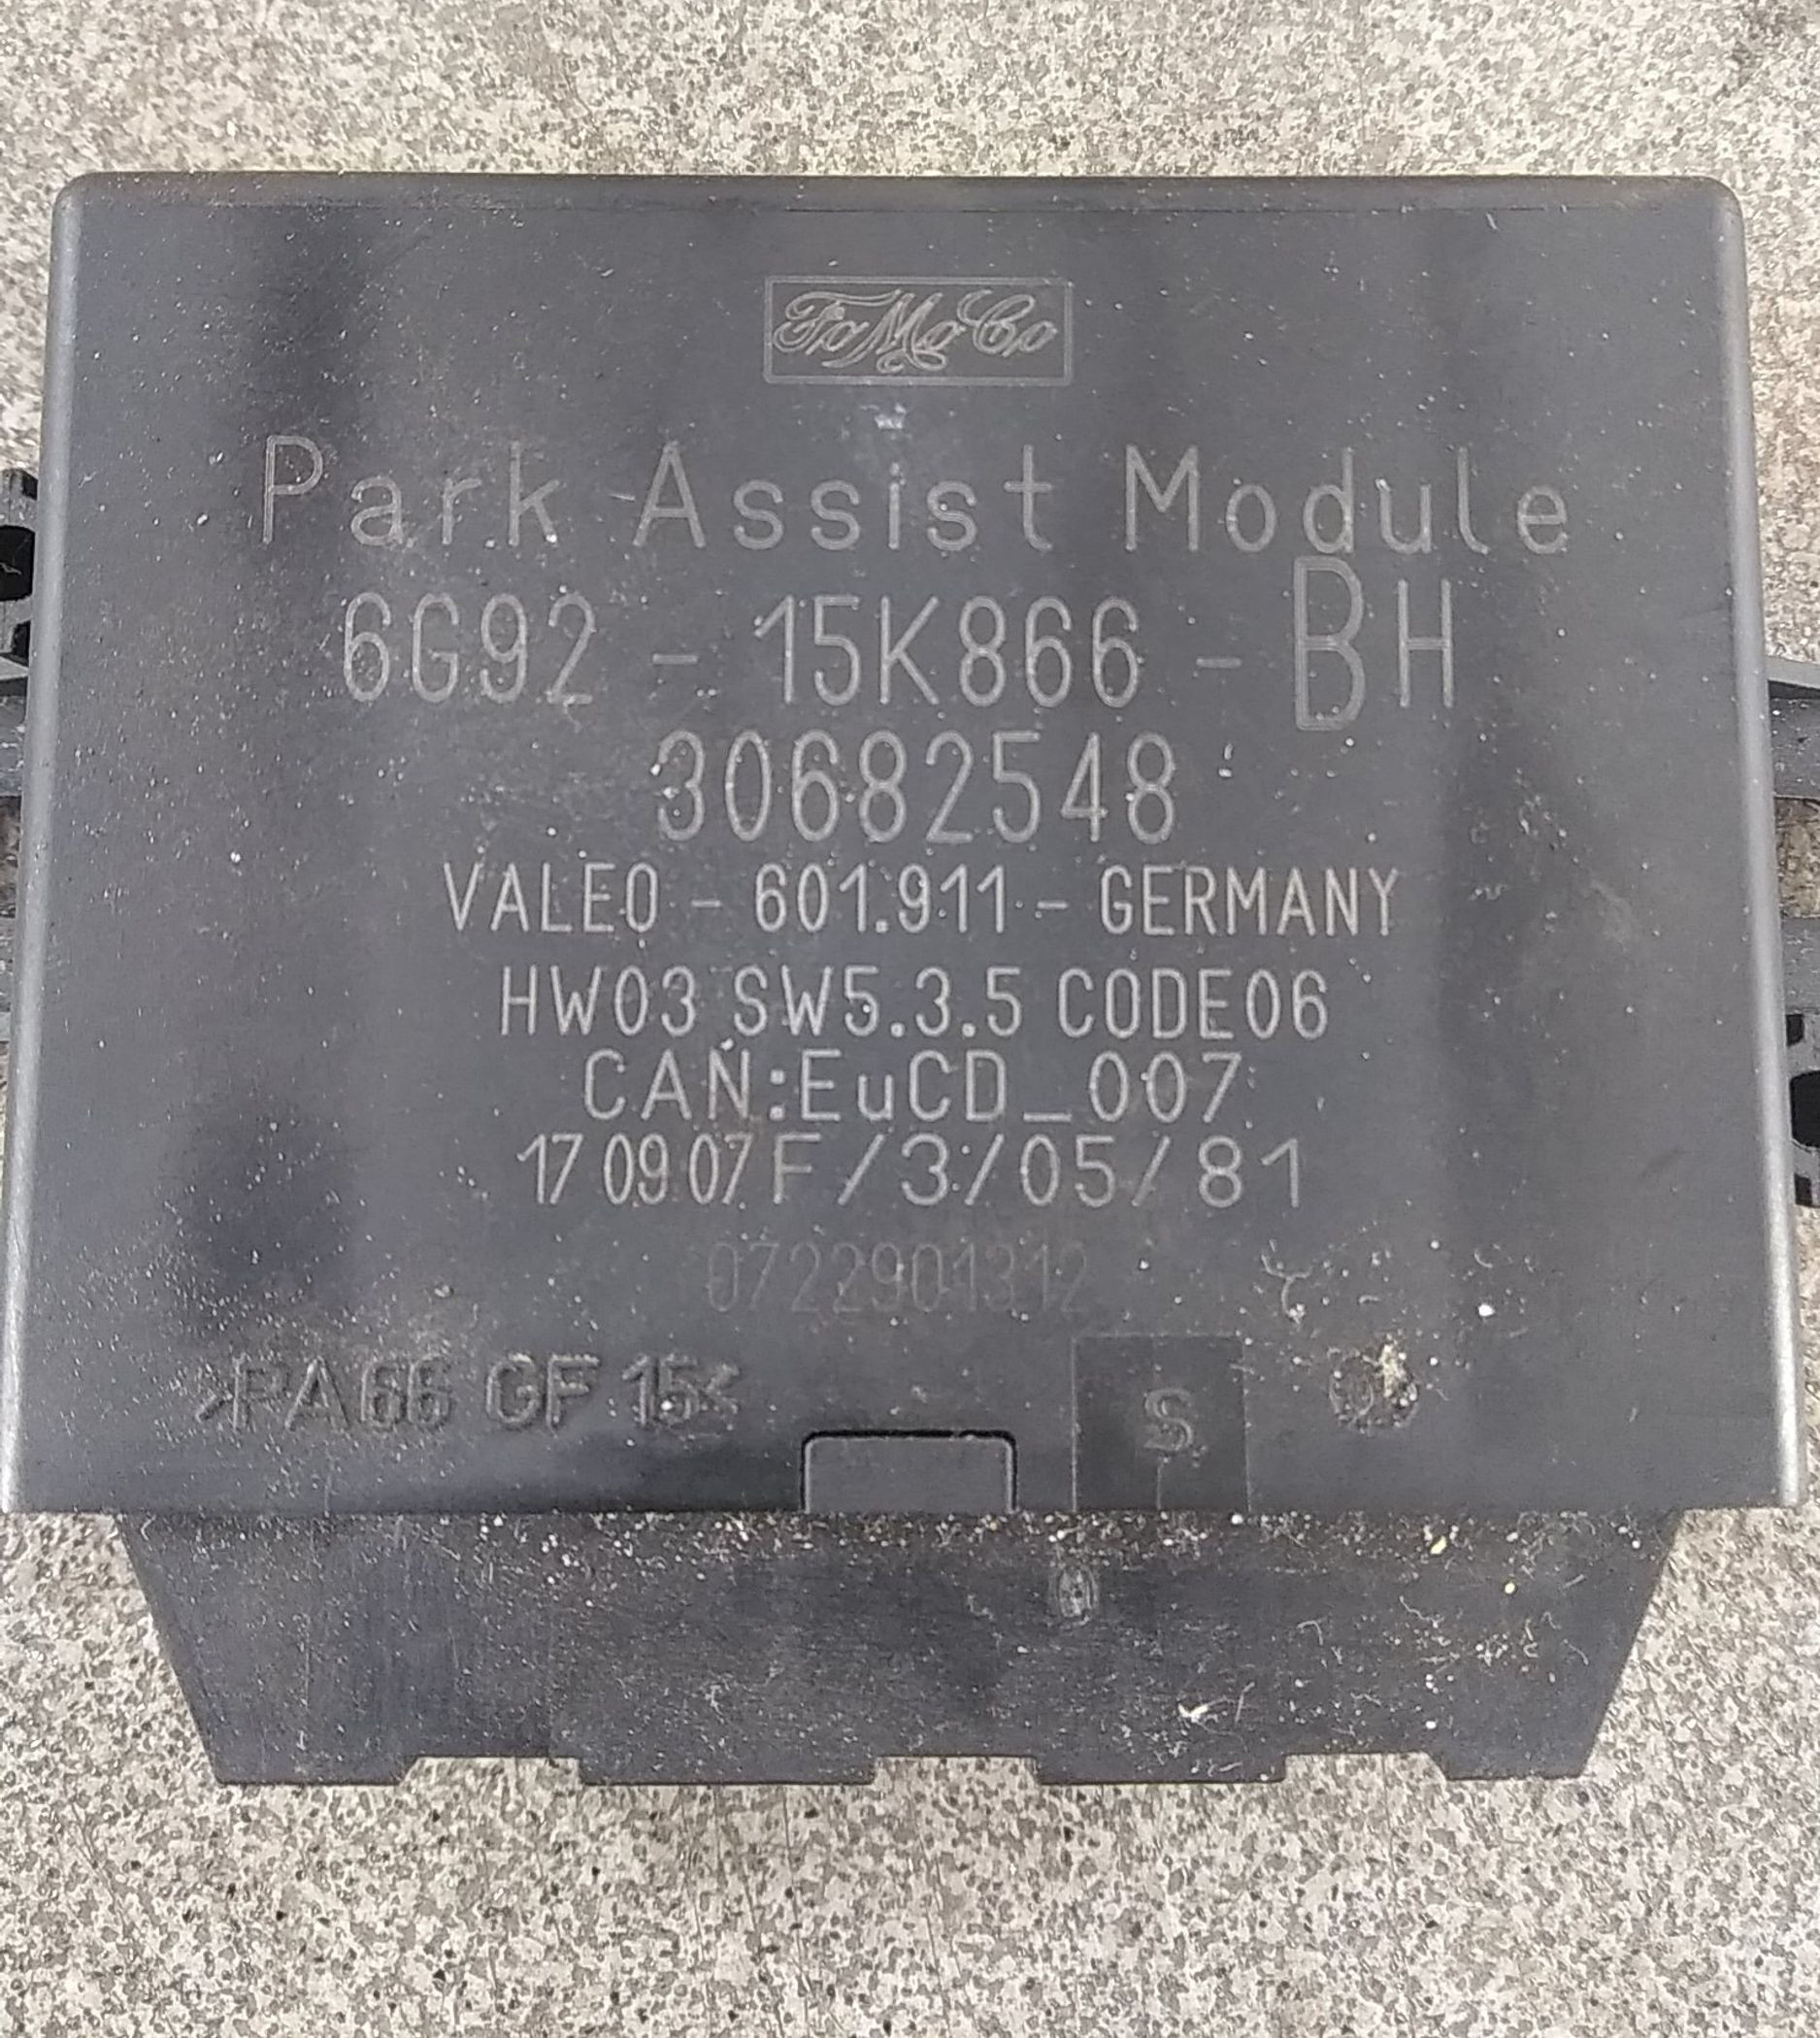 FoMoCo
Park Assist Module
6G92 - 15K866 - BH
30682548
VALEO - 601.911 - GERMANY
HW03 SW5.3.5 CODE06
CAN:EuCD_007
17 09 07 F/3/05/81
0722901312
>PA66 GF 15<
S